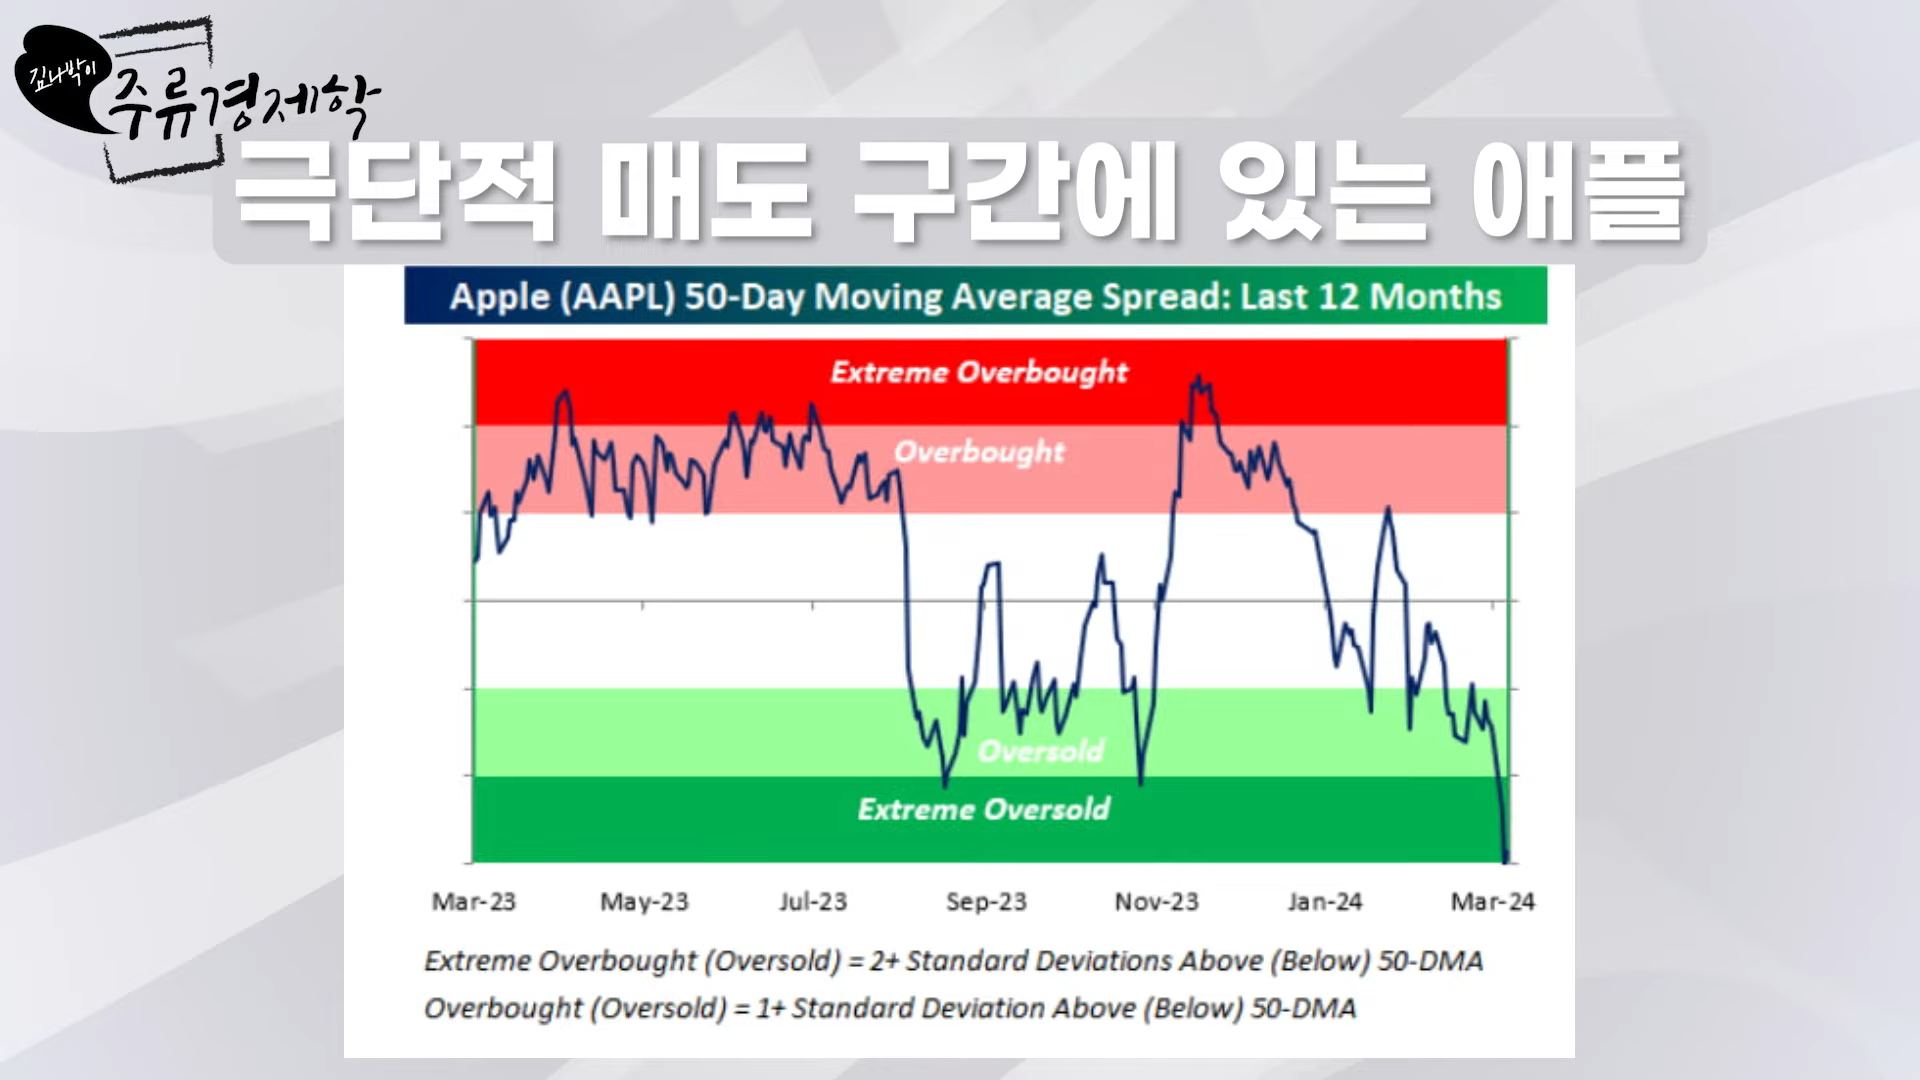 김나박이
주류경제학
극단적 매도 구간에 있는 애플
Apple (AAPL) 50-Day Moving Average Spread: Last 12 Months
Extreme Overbought
Overbought
Oversold
Extreme Oversold
Mar-23 May-23 Jul-23 Sep-23 Nov-23 Jan-24 Mar-24
Extreme Overbought (Oversold) = 2+ Standard Deviations Above (Below) 50-DMA
Overbought (Oversold) = 1+ Standard Deviation Above (Below) 50-DMA